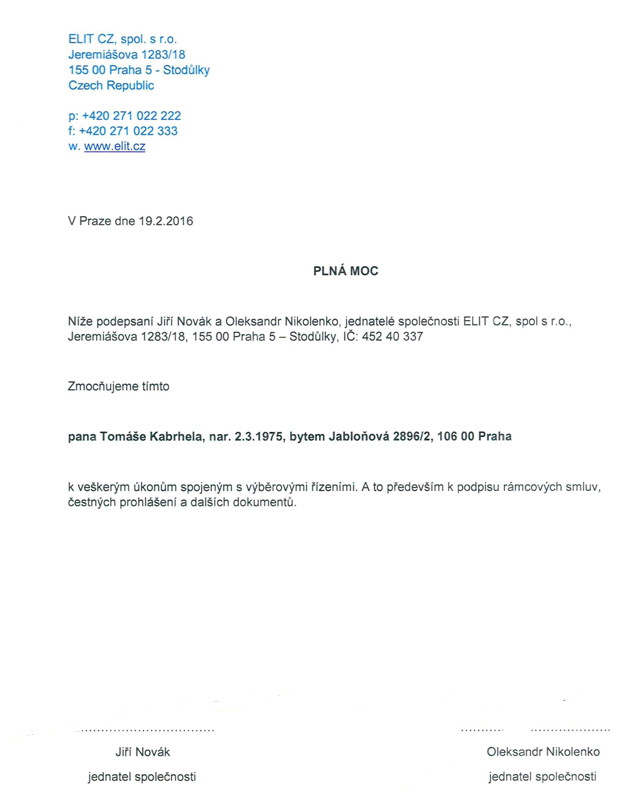 ELIT CZ, spol. s r.o.
Jeremiášova 1283/18
155 00 Praha 5 - Stodůlky
Czech Republic
p: +420 271 022 222
f: +420 271 022 333
w. www.elit.cz
V Praze dne 19.2.2016
PLNÁ MOC
Níže podepsaní Jiří Novák a Oleksandr Nikolenko, jednatelé společnosti ELIT CZ, spol s r.o.,
Jeremiášova 1283/18, 155 00 Praha 5 – Stodůlky, IČ: 452 40 337
Zmocňujeme tímto
pana Tomáše Kabrhela, nar. 2.3.1975, bytem Jabloňová 2896/2, 106 00 Praha
k veškerým úkonům spojeným s výběrovými řízeními. A to především k podpisu rámcových smluv,
čestných prohlášení a dalších dokumentů.
Jiří Novák Oleksandr Nikolenko
jednatel společnosti jednatel společnosti